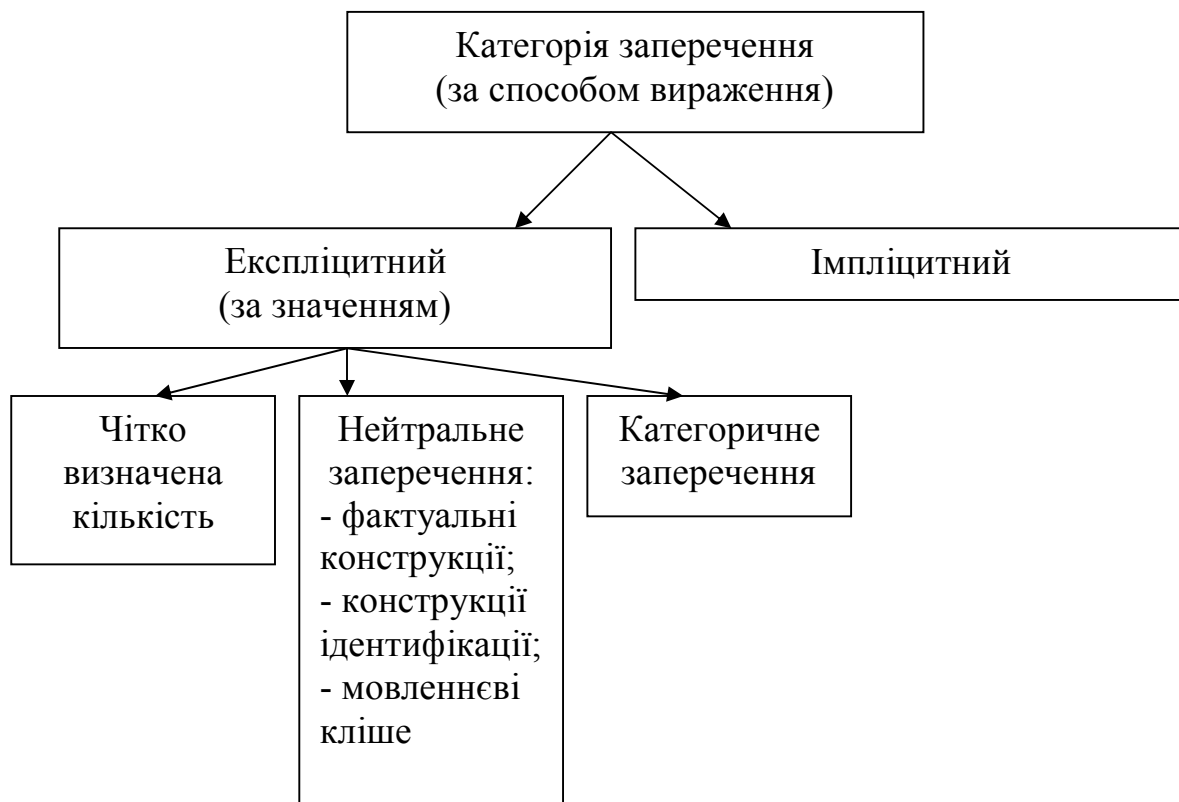 Категорія заперечення
(за способом вираження)
Експліцитний
(за значенням)
Імпліцитний
Чітко
визначена
кількість
Нейтральне
заперечення:
- фактуальні
конструкції;
- конструкції
ідентифікації;
- мовленнєві
кліше
Категоричне
заперечення